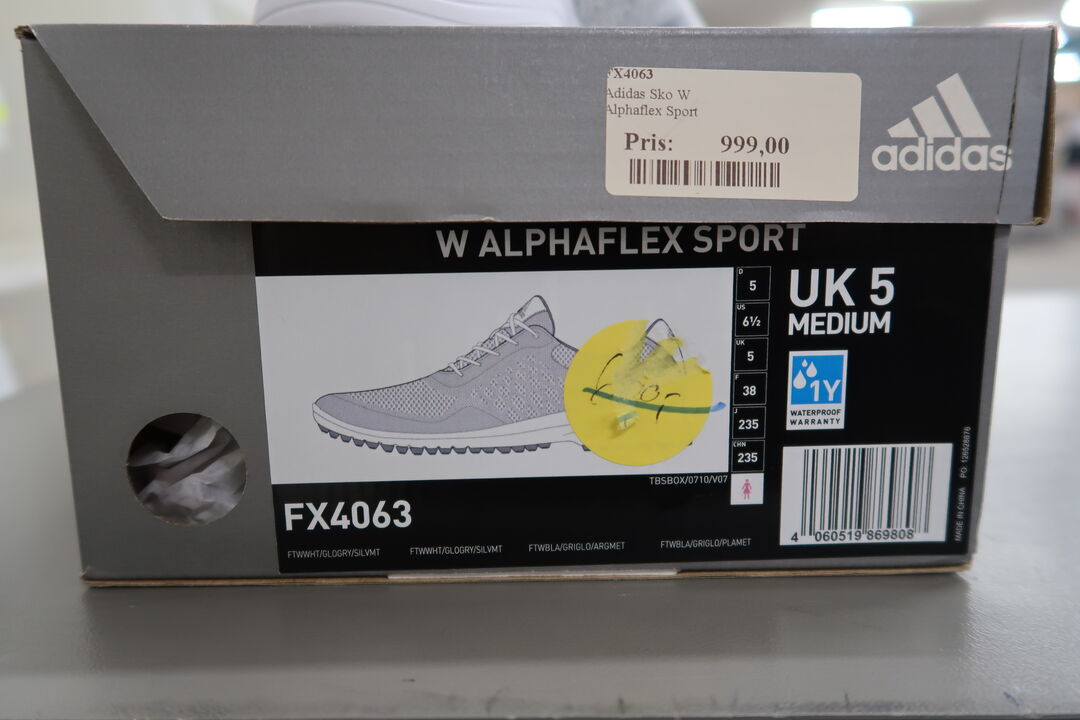 FX4063
Adidas Sko W
Alphaflex Sport
Pris: 999,00
adidas
W ALPHAFLEX SPORT
D 5
US 6½
UK 5
F 38
J 235
CHN 235
UK 5
MEDIUM
1Y
WATERPROOF
WARRANTY
TBSBOX/0710/V07
FX4063
FTWWHT/GLOGRY/SILVMT
FTWWHT/GLOGRY/SILVMT
FTWBLA/GRIGLO/ARGMET
FTWBLA/GRIGLO/PLAMET
4 060519 869808
MADE IN CHINA PO: 126928876